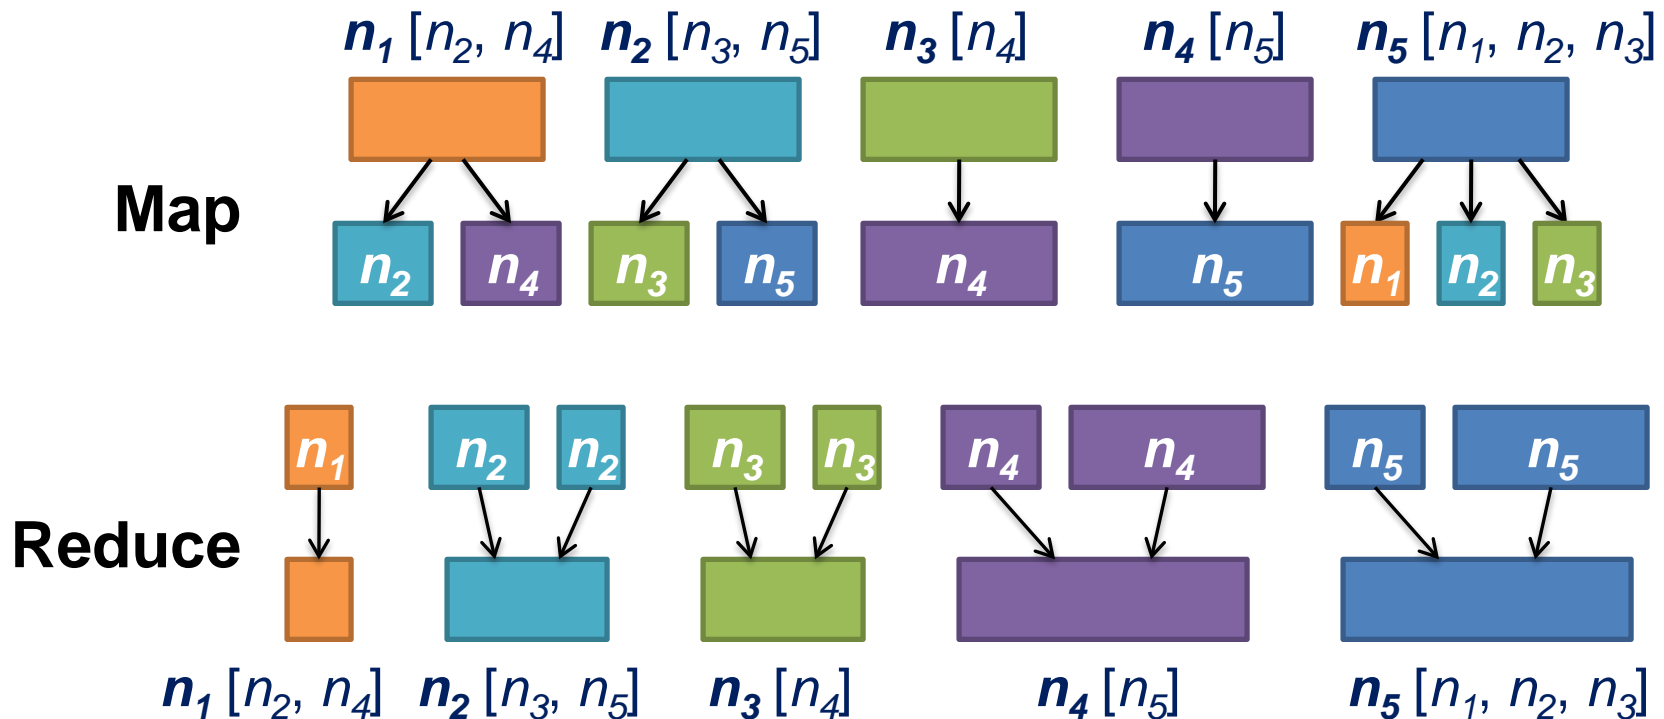 n₁ [n₂, n₄] n₂ [n₃, n₅] n₃ [n₄] n₄ [n₅] n₅ [n₁, n₂, n₃]
Map
n₂ n₄ n₃ n₅ n₄ n₅ n₁ n₂ n₃
n₁ n₂ n₂ n₃ n₃ n₄ n₄ n₅ n₅
Reduce
n₁ [n₂, n₄] n₂ [n₃, n₅] n₃ [n₄] n₄ [n₅] n₅ [n₁, n₂, n₃]